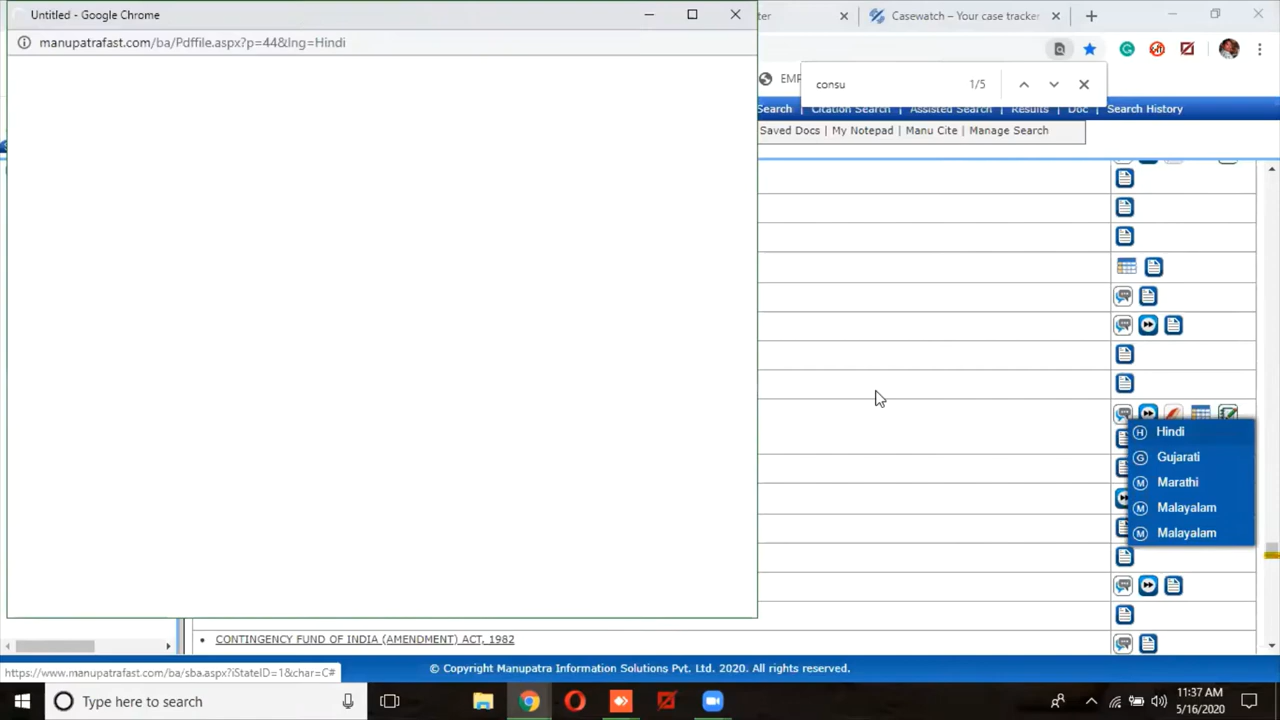 Untitled - Google Chrome
manupatrafast.com/ba/Pdffile.aspx?p=44&lng=Hindi
Casewatch – Your case tracker
consu
1/5
Search
Citation Search
Assisted Search
Results
Doc
Search History
Saved Docs | My Notepad | Manu Cite | Manage Search
H Hindi
G Gujarati
M Marathi
M Malayalam
M Malayalam
CONTINGENCY FUND OF INDIA (AMENDMENT) ACT, 1982
© Copyright Manupatra Information Solutions Pvt. Ltd. 2020. All rights reserved.
https://www.manupatrafast.com/ba/sba.aspx?iStateID=1&char=C#
Type here to search
11:37 AM
5/16/2020